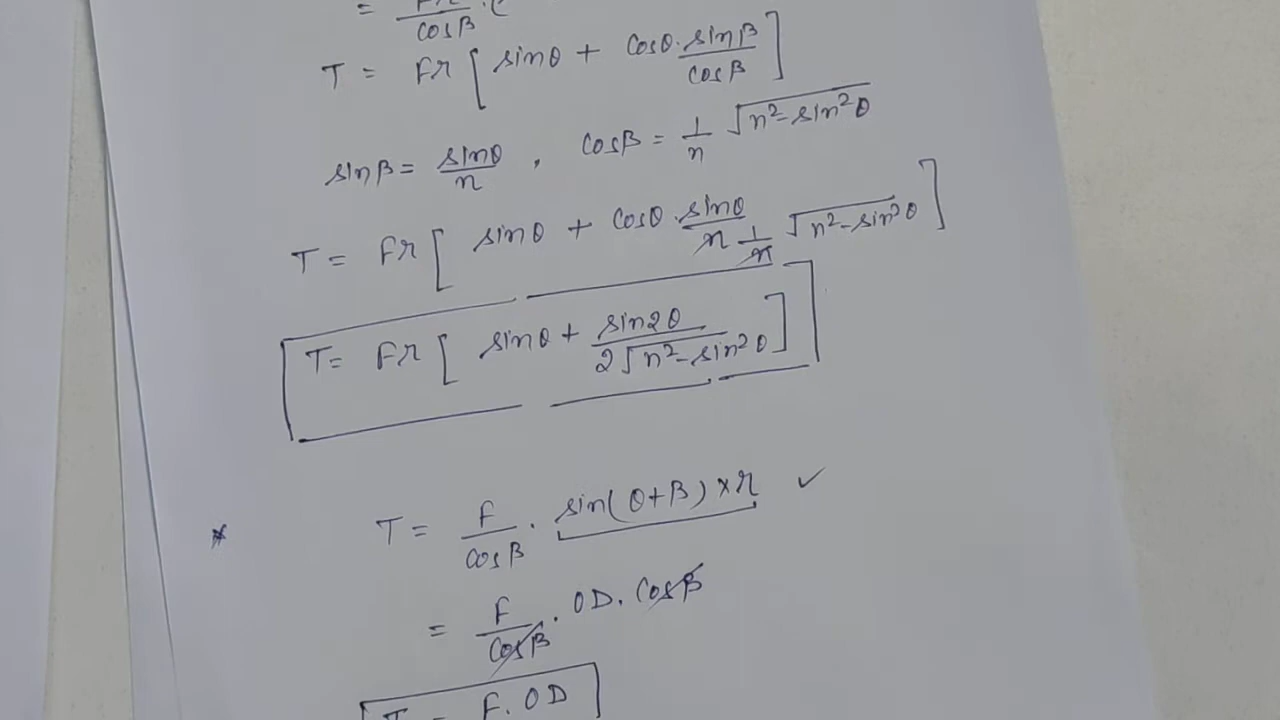 = Fr/cosβ · (
T = Fr [ sinθ + cosθ · sinβ/cosβ ]
sinβ = sinθ/n , cosβ = 1/n √(n² - sin²θ)
T = Fr [ sinθ + cosθ · sinθ / (n 1/n √(n² - sin²θ)) ]
T = Fr [ sinθ + sin2θ / (2√(n² - sin²θ)) ]
* T = F/cosβ · sin(θ+β) × r ✓
= F/cosβ · OD. cosβ
T = F. OD